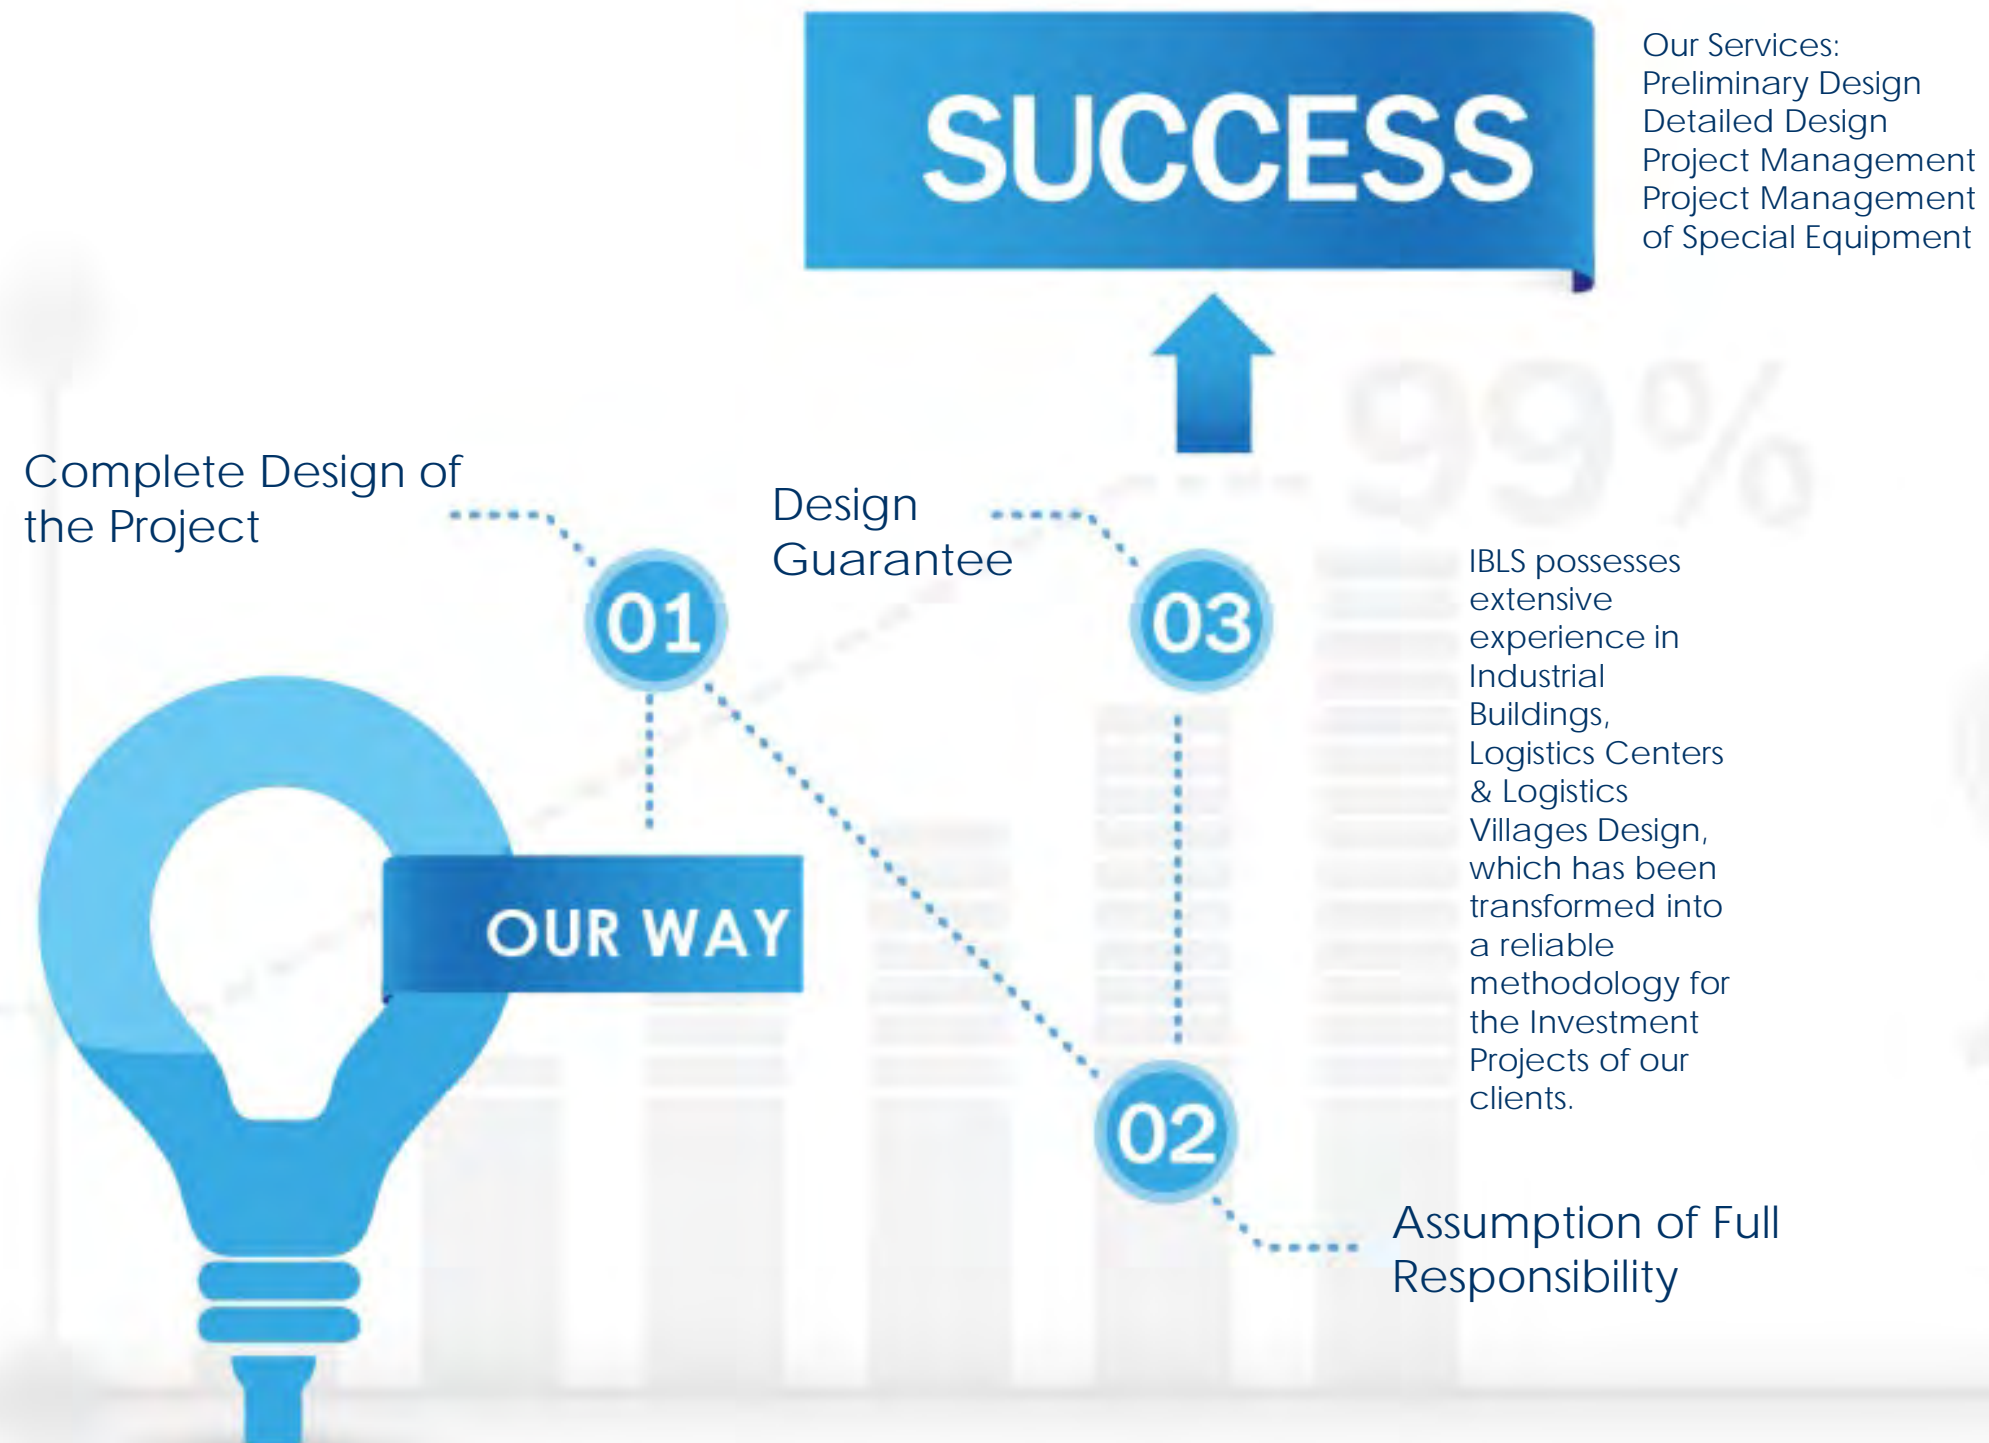 SUCCESS
Our Services:
Preliminary Design
Detailed Design
Project Management
Project Management
of Special Equipment
99%
Complete Design of
the Project
01
Design
Guarantee
03
IBLS possesses
extensive
experience in
Industrial
Buildings,
Logistics Centers
& Logistics
Villages Design,
which has been
transformed into
a reliable
methodology for
the Investment
Projects of our
clients.
OUR WAY
02
Assumption of Full
Responsibility